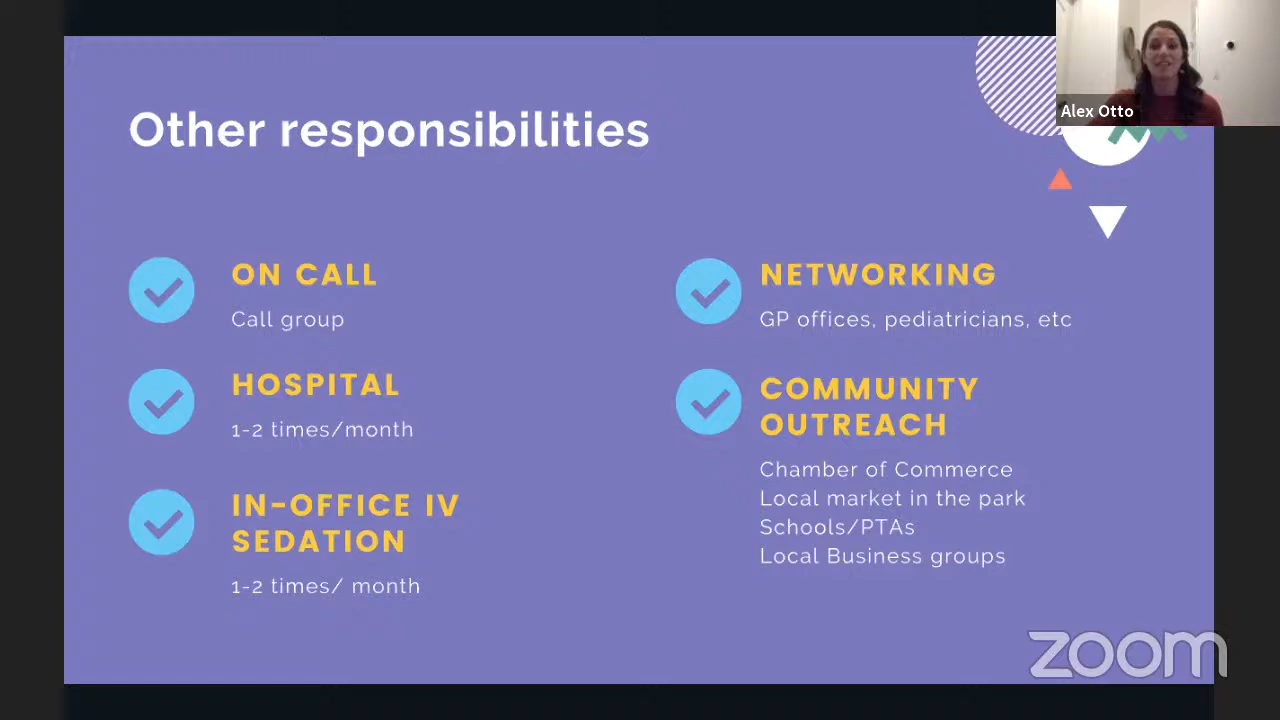 Other responsibilities
ON CALL
Call group
HOSPITAL
1-2 times/month
IN-OFFICE IV
SEDATION
1-2 times/ month
NETWORKING
GP offices, pediatricians, etc
COMMUNITY
OUTREACH
Chamber of Commerce
Local market in the park
Schools/PTAs
Local Business groups
Alex Otto
zoom